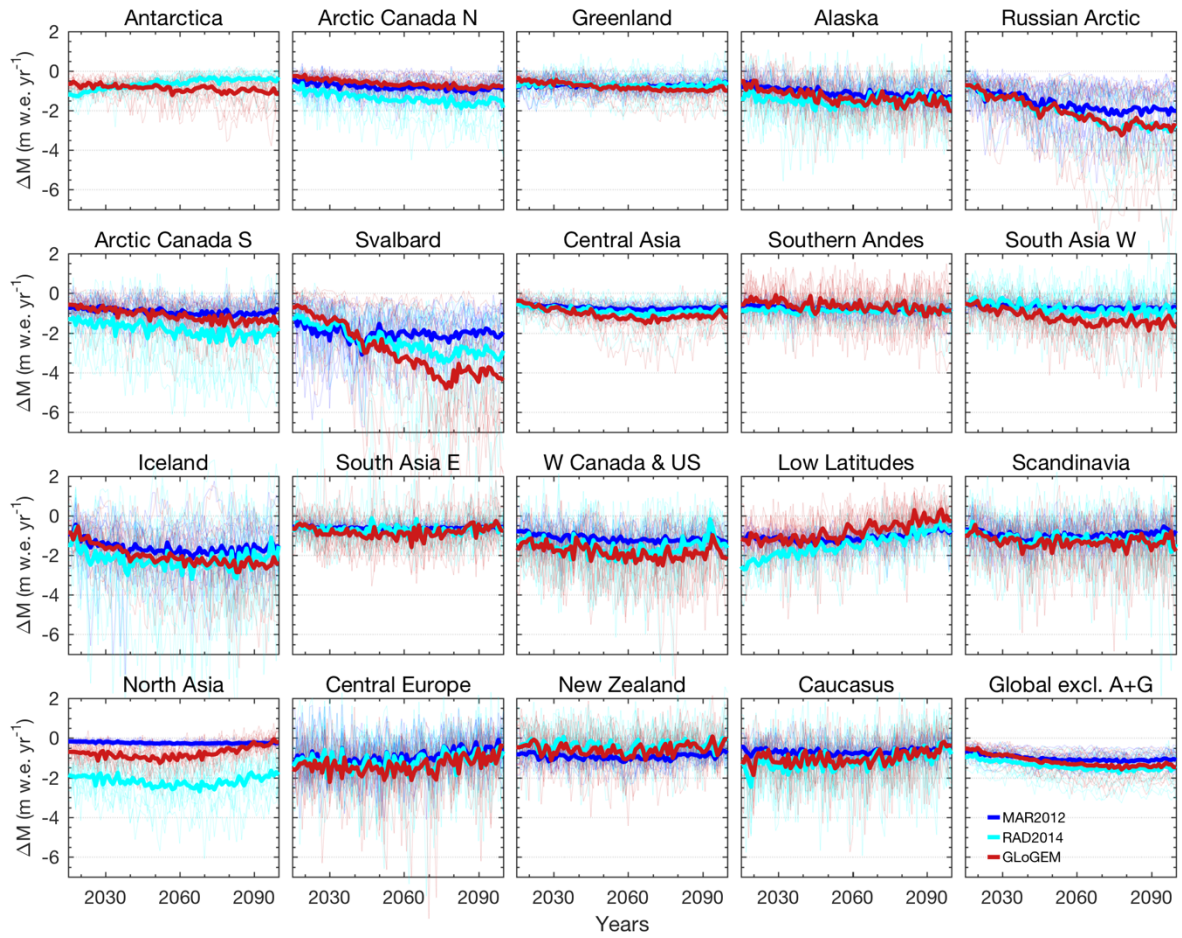 Antarctica
Arctic Canada N
Greenland
Alaska
Russian Arctic
2
0
-2
-4
-6
ΔM (m w.e. yr⁻¹)
Arctic Canada S
Svalbard
Central Asia
Southern Andes
South Asia W
2
0
-2
-4
-6
ΔM (m w.e. yr⁻¹)
Iceland
South Asia E
W Canada & US
Low Latitudes
Scandinavia
2
0
-2
-4
-6
ΔM (m w.e. yr⁻¹)
North Asia
Central Europe
New Zealand
Caucasus
Global excl. A+G
2
0
-2
-4
-6
ΔM (m w.e. yr⁻¹)
MAR2012
RAD2014
GLoGEM
2030 2060 2090
2030 2060 2090
2030 2060 2090
2030 2060 2090
2030 2060 2090
Years